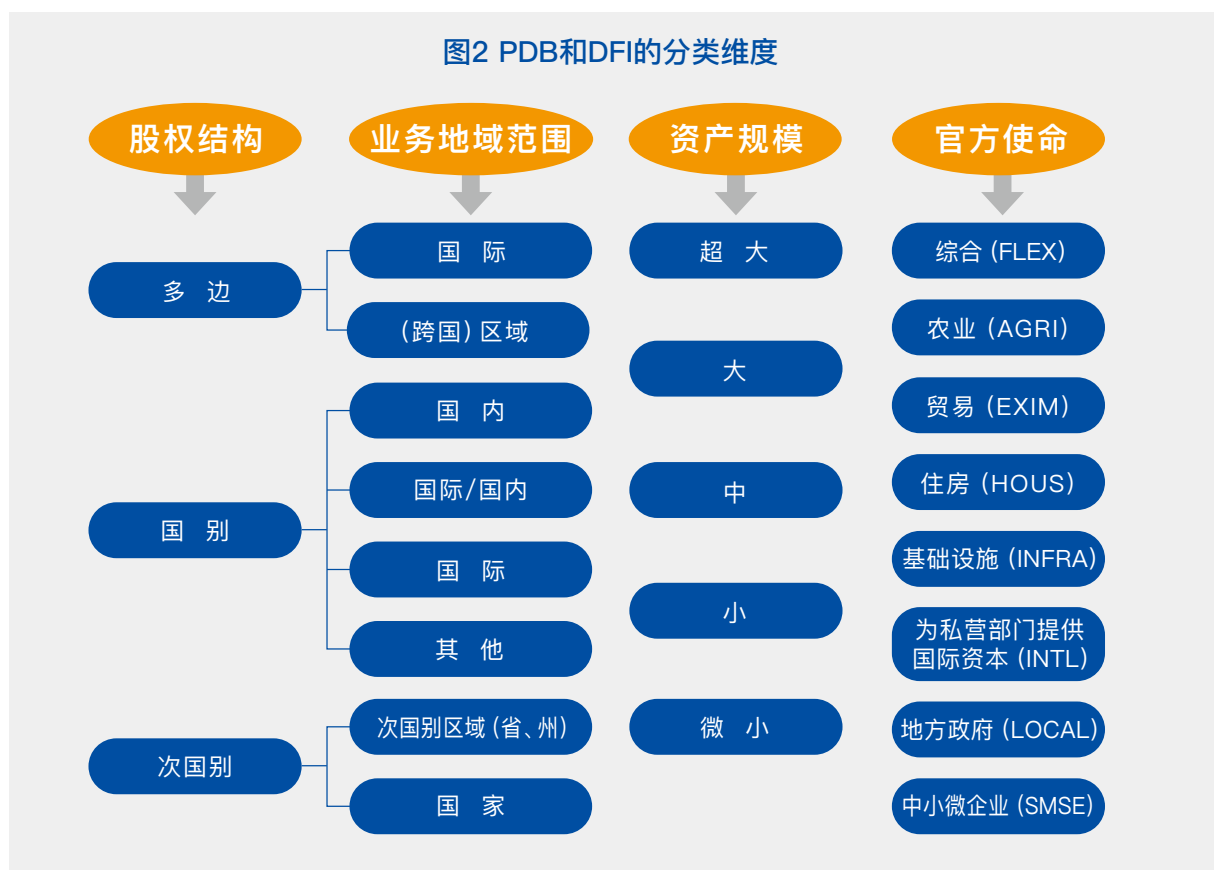 图2 PDB和DFI的分类维度
股权结构
业务地域范围
资产规模
官方使命
多 边
国 别
次国别
国 际
(跨国)区域
国 内
国际/国内
国 际
其 他
次国别区域(省、州)
国 家
超 大
大
中
小
微 小
综合(FLEX)
农业(AGRI)
贸易(EXIM)
住房(HOUS)
基础设施(INFRA)
为私营部门提供
国际资本(INTL)
地方政府(LOCAL)
中小微企业(SMSE)